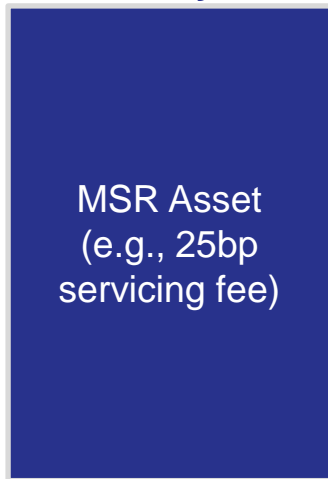 MSR Asset
(e.g., 25bp
servicing fee)